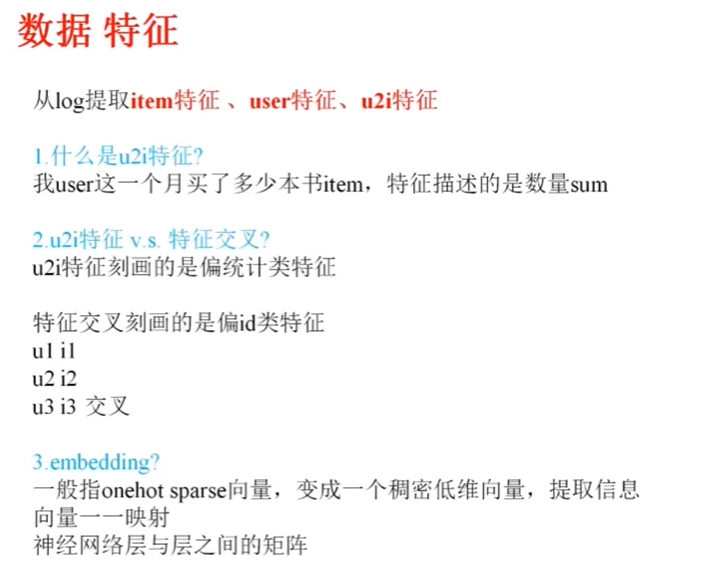 数据 特征
从log提取item特征 、user特征、u2i特征
1.什么是u2i特征?
我user这一个月买了多少本书item，特征描述的是数量sum
2.u2i特征 v.s. 特征交叉?
u2i特征刻画的是偏统计类特征
特征交叉刻画的是偏id类特征
u1 i1
u2 i2
u3 i3 交叉
3.embedding?
一般指onehot sparse向量，变成一个稠密低维向量，提取信息
向量一一映射
神经网络层与层之间的矩阵